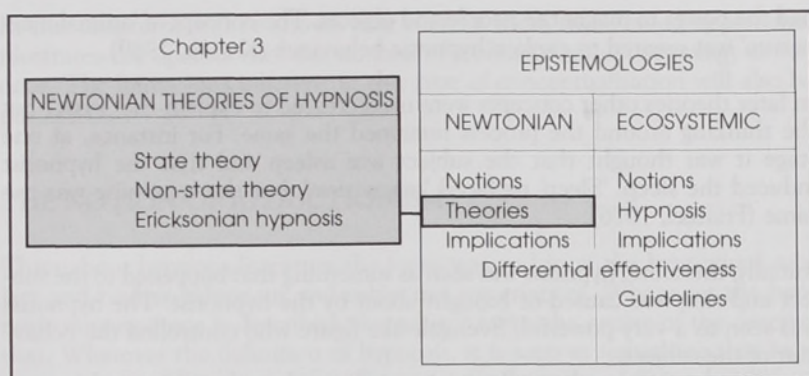 Chapter 3
NEWTONIAN THEORIES OF HYPNOSIS
State theory
Non-state theory
Ericksonian hypnosis
EPISTEMOLOGIES
NEWTONIAN ECOSYSTEMIC
Notions Notions
Theories Hypnosis
Implications Implications
Differential effectiveness
Guidelines